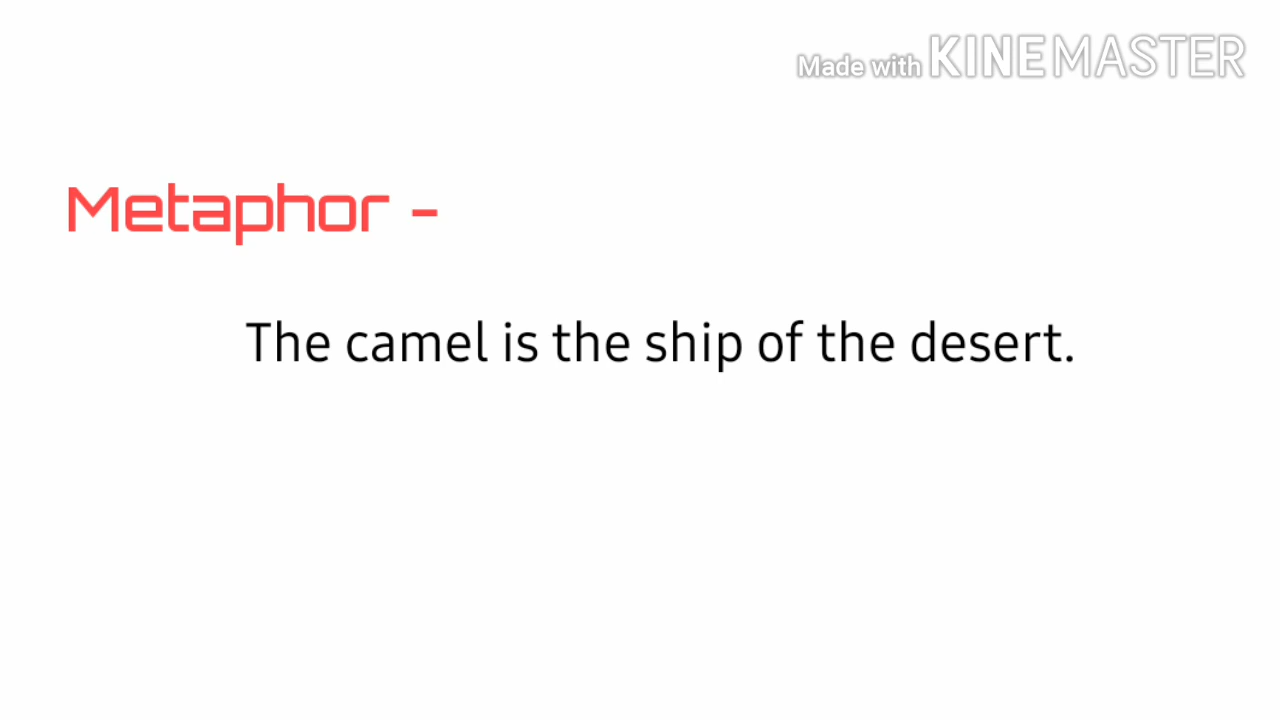 Made with KINEMASTER
Metaphor -
The camel is the ship of the desert.